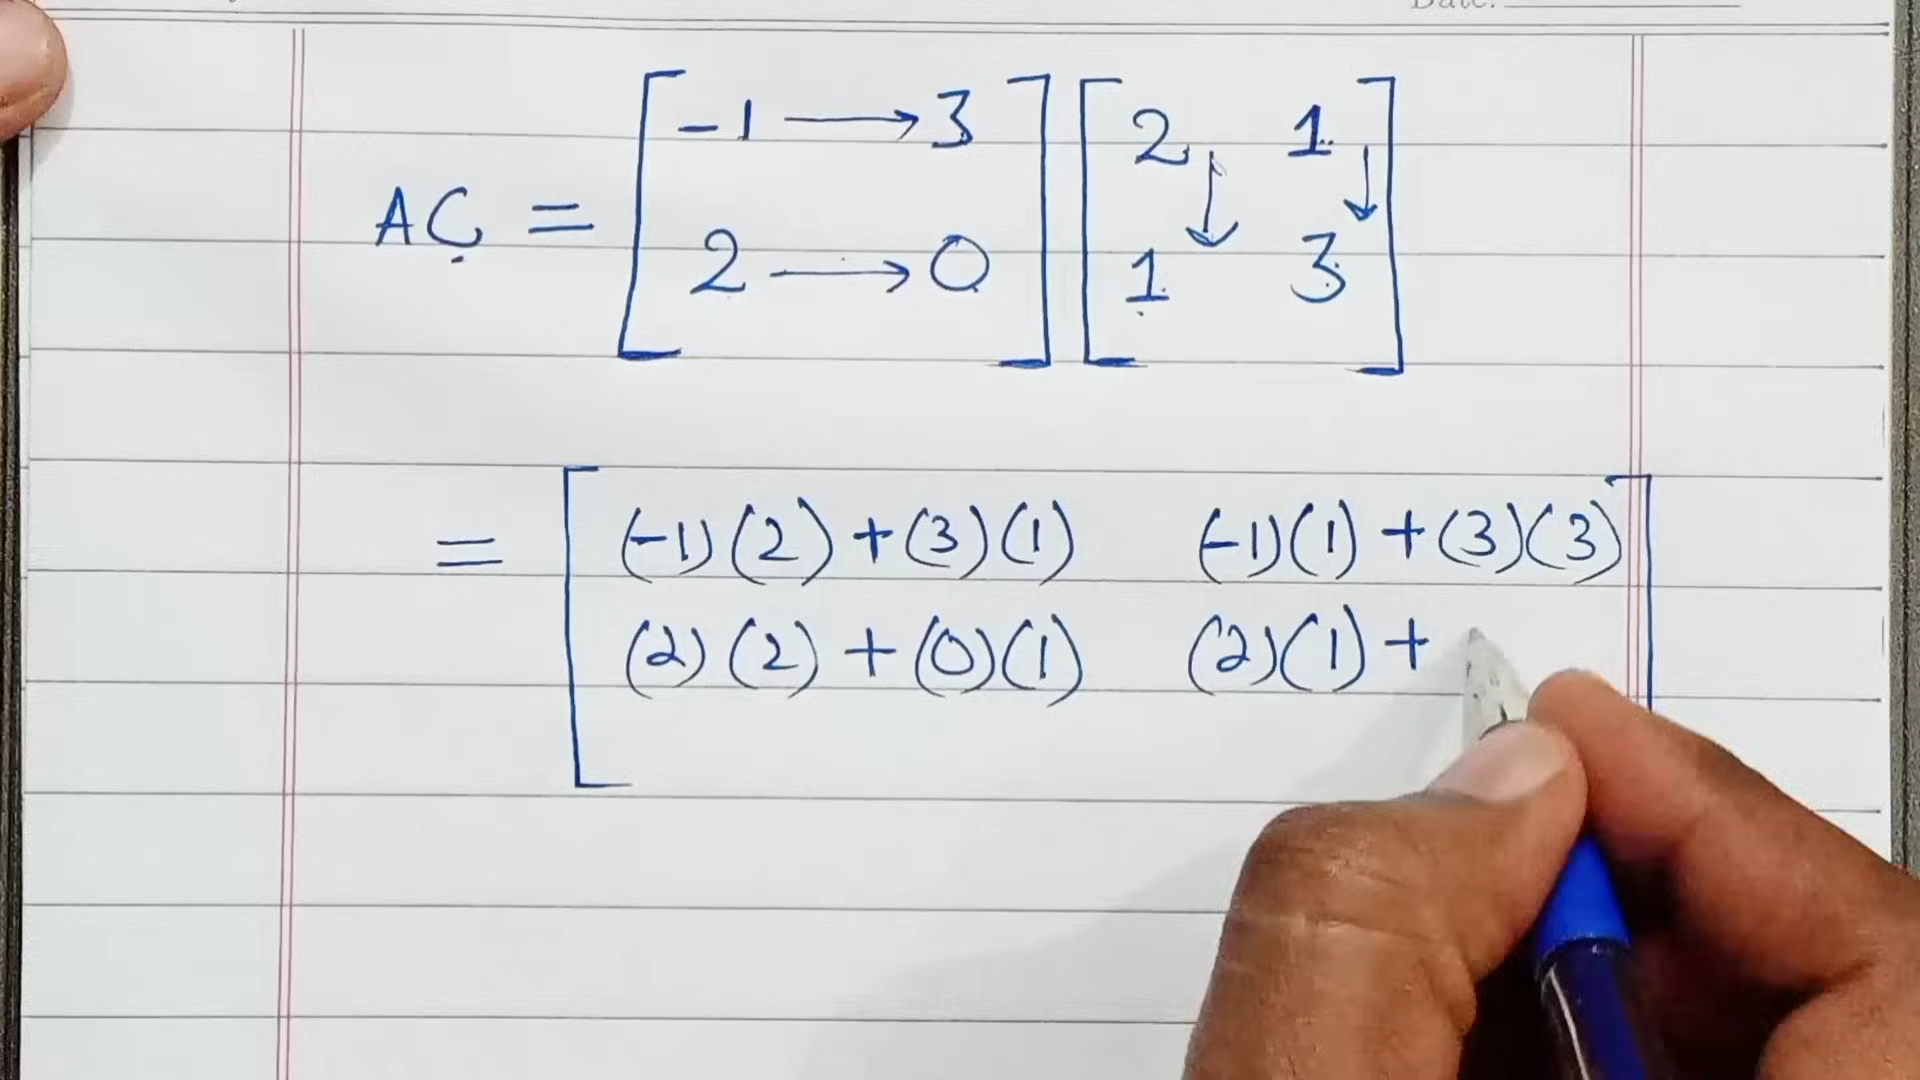 Date:
AC = [ -1 → 3 ] [ 2 ↓ 1 ↓ ]
[ 2 → 0 ] [ 1 3 ]
= [ (-1)(2)+(3)(1) (-1)(1)+(3)(3) ]
(2)(2)+(0)(1) (2)(1)+